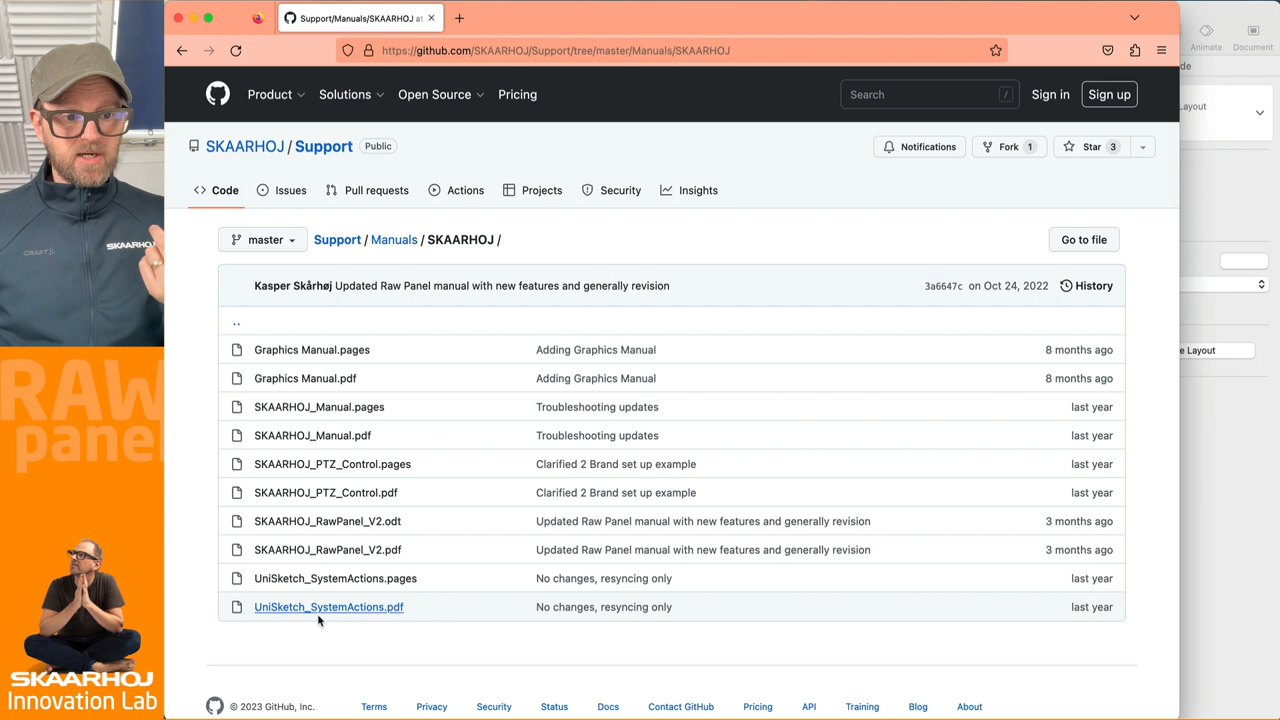 Support/Manuals/SKAARHOJ at
https://github.com/SKAARHOJ/Support/tree/master/Manuals/SKAARHOJ
Animate
Document
Product
Solutions
Open Source
Pricing
Search
/
Sign in
Sign up
SKAARHOJ / Support
Public
Notifications
Fork 1
Star 3
Code
Issues
Pull requests
Actions
Projects
Security
Insights
master
Support / Manuals / SKAARHOJ /
Go to file
Kasper Skårhøj Updated Raw Panel manual with new features and generally revision
3a6647c on Oct 24, 2022
History
..
Graphics Manual.pages Adding Graphics Manual 8 months ago
Graphics Manual.pdf Adding Graphics Manual 8 months ago
SKAARHOJ_Manual.pages Troubleshooting updates last year
SKAARHOJ_Manual.pdf Troubleshooting updates last year
SKAARHOJ_PTZ_Control.pages Clarified 2 Brand set up example last year
SKAARHOJ_PTZ_Control.pdf Clarified 2 Brand set up example last year
SKAARHOJ_RawPanel_V2.odt Updated Raw Panel manual with new features and generally revision 3 months ago
SKAARHOJ_RawPanel_V2.pdf Updated Raw Panel manual with new features and generally revision 3 months ago
UniSketch_SystemActions.pages No changes, resyncing only last year
UniSketch_SystemActions.pdf No changes, resyncing only last year
© 2023 GitHub, Inc.
Terms
Privacy
Security
Status
Docs
Contact GitHub
Pricing
API
Training
Blog
About
de
Layout
e Layout
CRAFT
SKAARHOJ
RAW
panel
SKAARHOJ
Innovation Lab